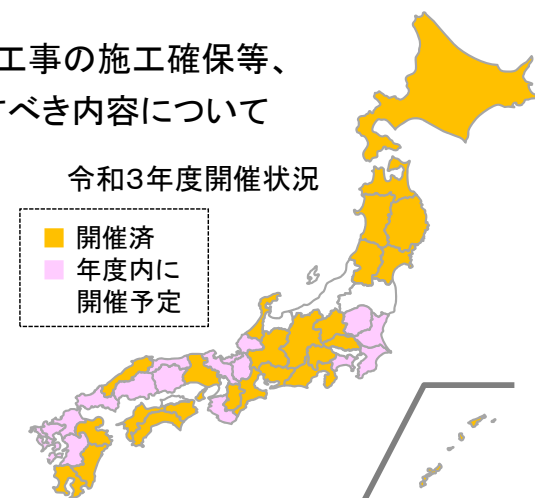 工事の施工確保等、
べき内容について
令和3年度開催状況
開催済
年度内に
開催予定